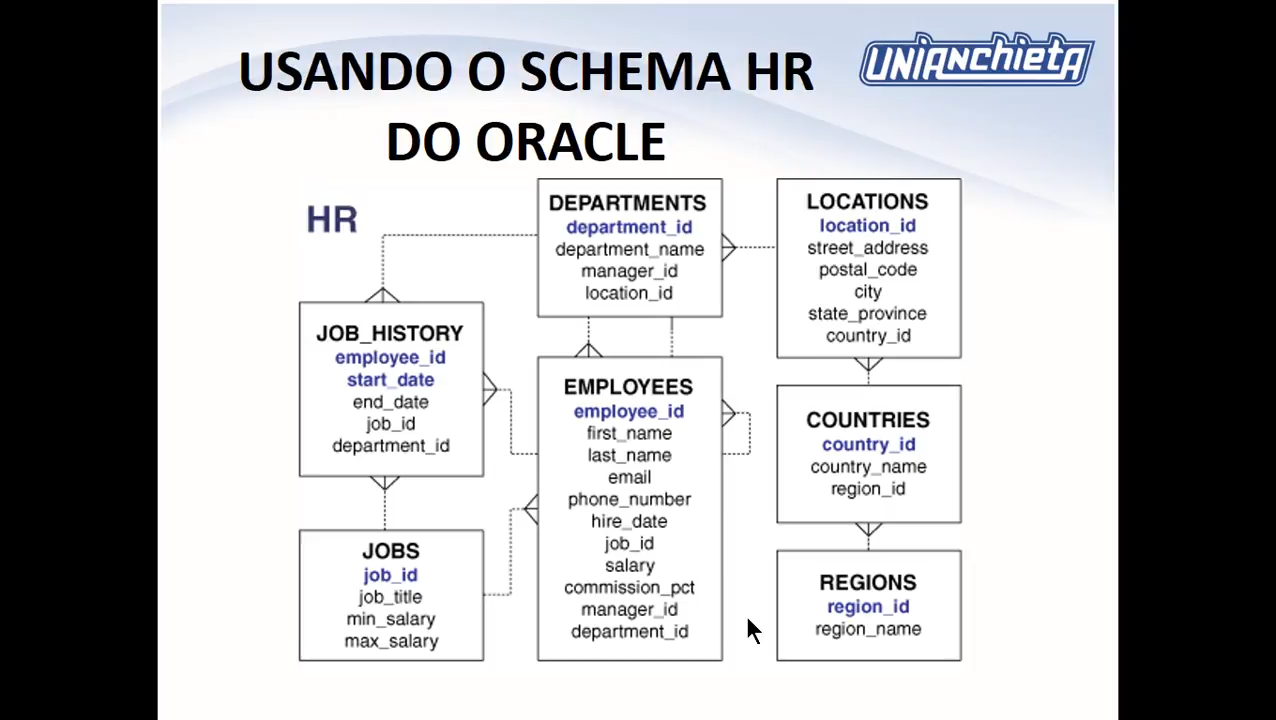 USANDO O SCHEMA HR
DO ORACLE
UNIANCHIETA
HR
DEPARTMENTS
department_id
department_name
manager_id
location_id
LOCATIONS
location_id
street_address
postal_code
city
state_province
country_id
JOB_HISTORY
employee_id
start_date
end_date
job_id
department_id
EMPLOYEES
employee_id
first_name
last_name
email
phone_number
hire_date
job_id
salary
commission_pct
manager_id
department_id
COUNTRIES
country_id
country_name
region_id
JOBS
job_id
job_title
min_salary
max_salary
REGIONS
region_id
region_name